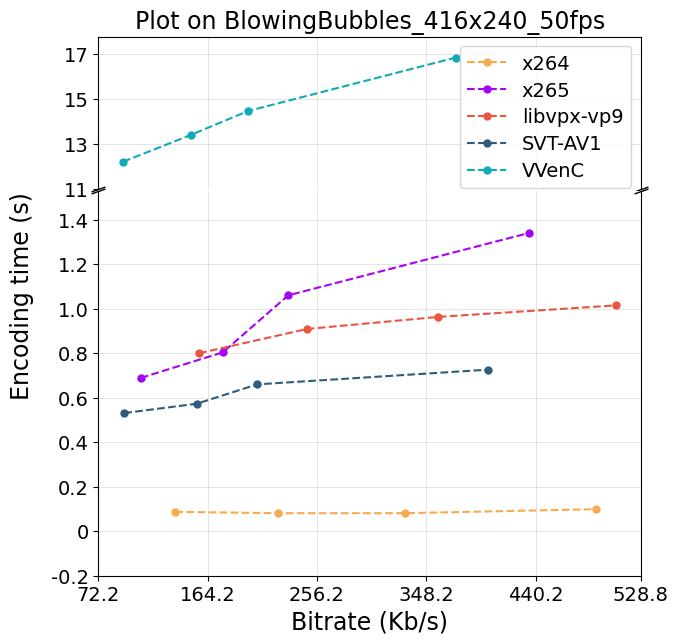 Plot on BlowingBubbles_416x240_50fps
17
15
13
11
1.4
1.2
1.0
0.8
0.6
0.4
0.2
0
-0.2
Encoding time (s)
x264
x265
libvpx-vp9
SVT-AV1
VVenC
72.2 164.2 256.2 348.2 440.2 528.8
Bitrate (Kb/s)